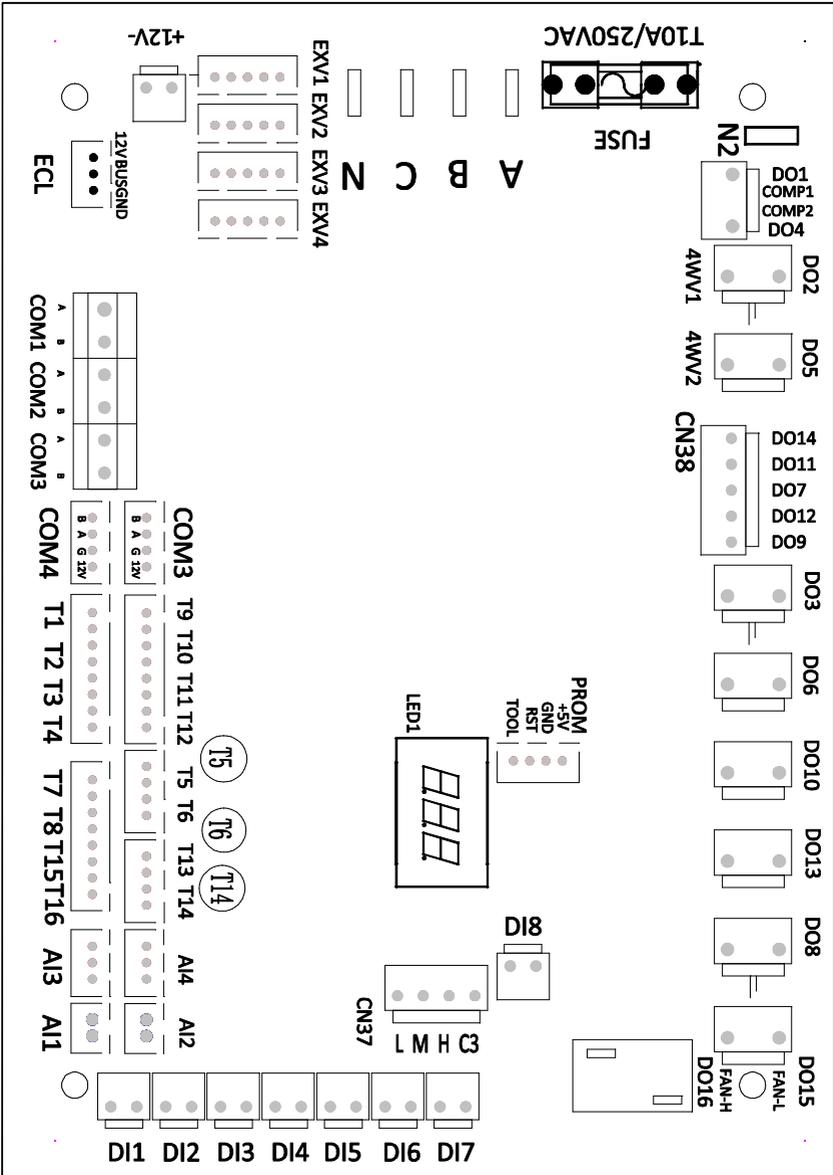 +12V-
EXV1
EXV2
EXV3
EXV4
N
C
B
A
T10A/250VAC
FUSE
N2
ECL
12V BUS GND
DO1
COMP1
COMP2
DO4
4WV1
DO2
4WV2
DO5
COM1
A
B
COM2
A
B
COM3
A
B
CN38
DO14
DO11
DO7
DO12
DO9
COM4
B
A
G
12V
B
A
G
12V
COM3
T1
T2
T3
T4
T9
T10
T11
T12
DO3
DO6
LED1
PROM
TOOL
RST
GND
+5V
T5
T6
T14
T7
T8
T15
T16
T5
T6
T13
T14
DO10
DO13
AI3
AI4
DI8
DO8
AI1
AI2
CN37
L M H C3
DO16
FAN-H
FAN-L
DO15
DI1 DI2 DI3 DI4 DI5 DI6 DI7